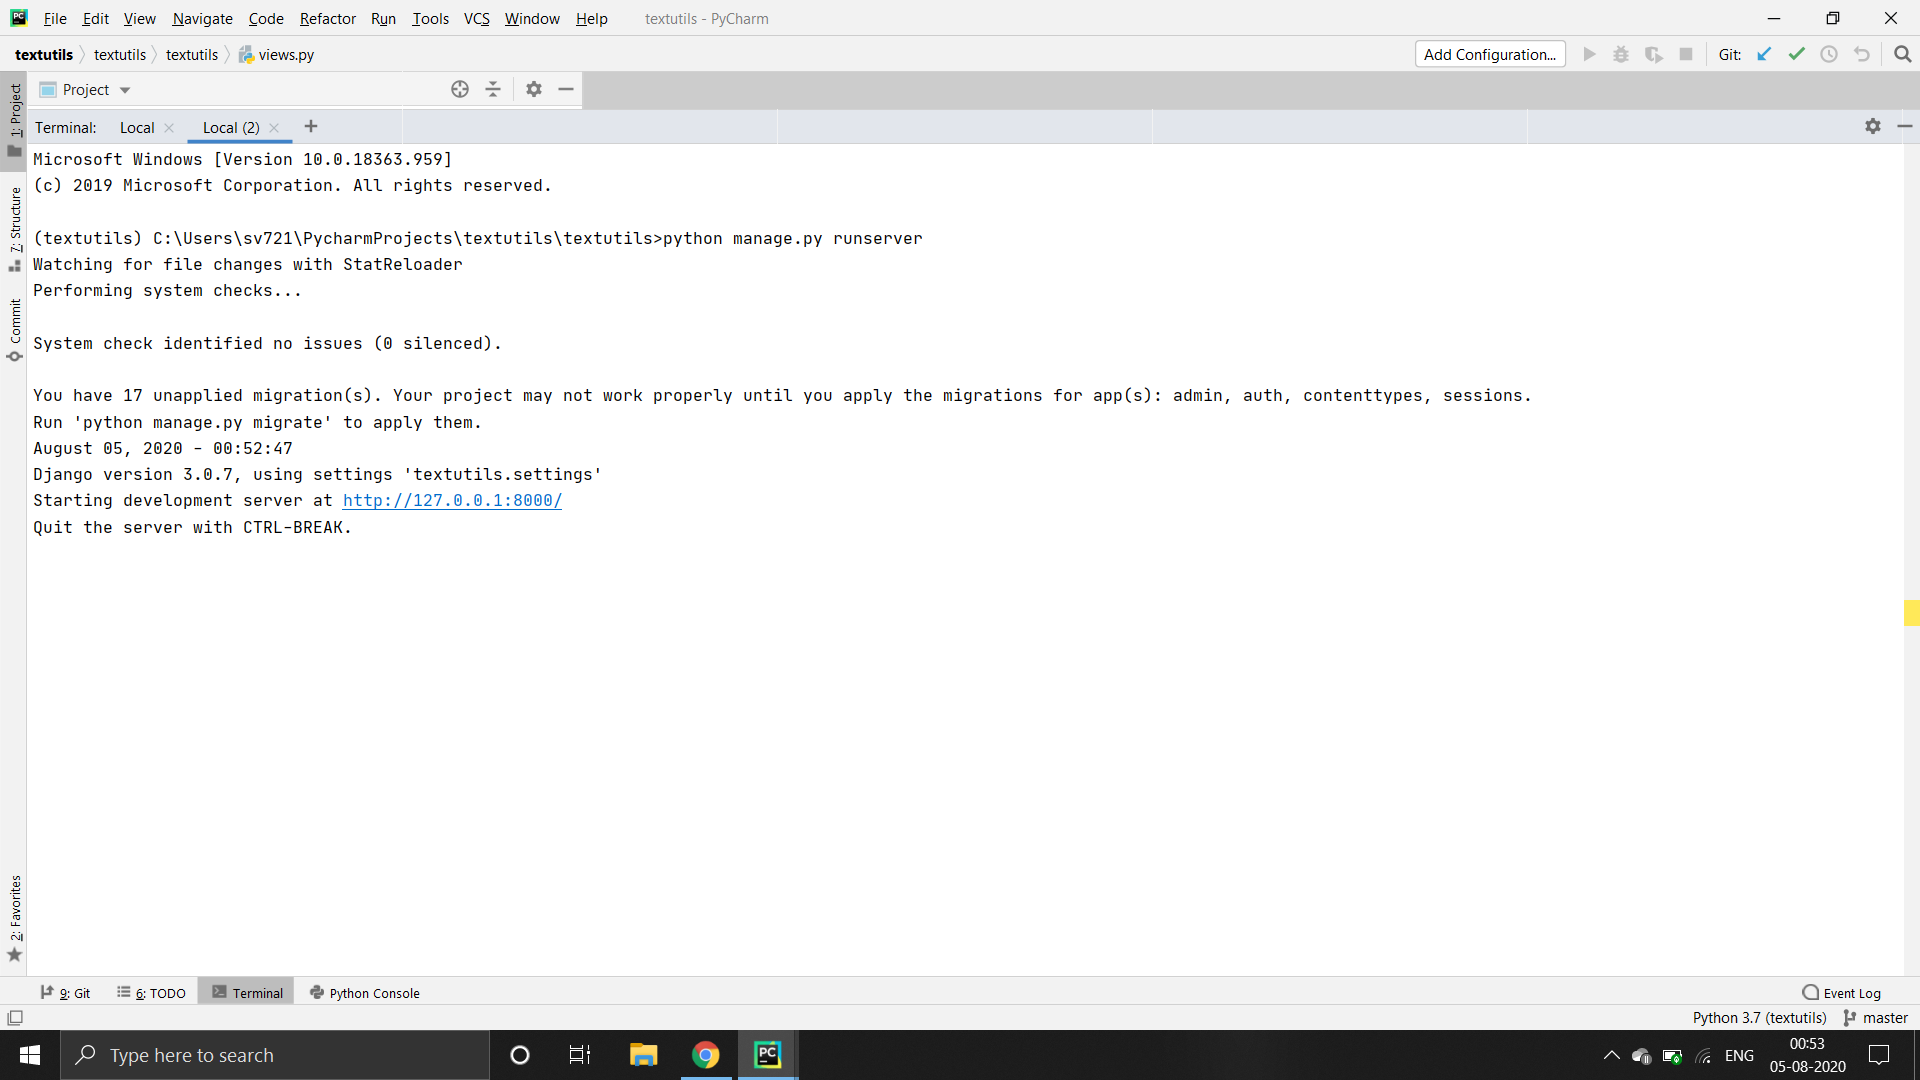 File Edit View Navigate Code Refactor Run Tools VCS Window Help textutils - PyCharm
textutils textutils textutils views.py Add Configuration... Git:
1: Project Project
Terminal: Local Local (2)
Microsoft Windows [Version 10.0.18363.959]
(c) 2019 Microsoft Corporation. All rights reserved.
(textutils) C:\Users\sv721\PycharmProjects\textutils\textutils>python manage.py runserver
Watching for file changes with StatReloader
Performing system checks...
System check identified no issues (0 silenced).
You have 17 unapplied migration(s). Your project may not work properly until you apply the migrations for app(s): admin, auth, contenttypes, sessions.
Run 'python manage.py migrate' to apply them.
August 05, 2020 - 00:52:47
Django version 3.0.7, using settings 'textutils.settings'
Starting development server at http://127.0.0.1:8000/
Quit the server with CTRL-BREAK.
7: Structure
Commit
2: Favorites
9: Git 6: TODO Terminal Python Console Event Log
Python 3.7 (textutils) master
Type here to search ENG 00:53
05-08-2020